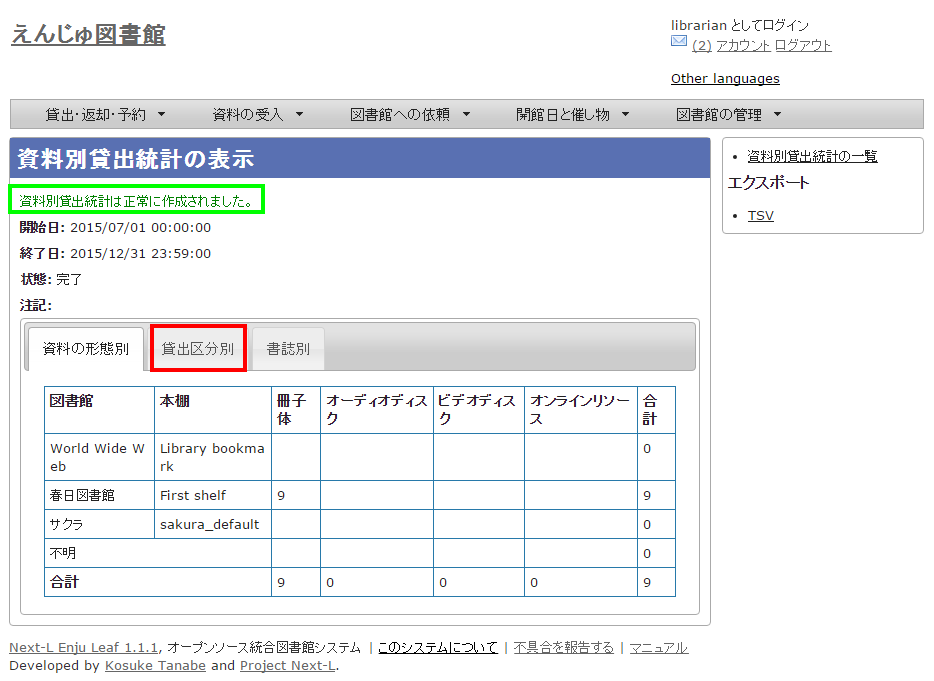 えんじゅ図書館
librarian としてログイン
(2) アカウント ログアウト
Other languages
貸出・返却・予約 ▼ 資料の受入 ▼ 図書館への依頼 ▼ 開館日と催し物 ▼ 図書館の管理 ▼
資料別貸出統計の表示
資料別貸出統計は正常に作成されました。
開始日: 2015/07/01 00:00:00
終了日: 2015/12/31 23:59:00
状態: 完了
注記:
資料の形態別 貸出区分別 書誌別
図書館 本棚 冊子体 オーディオディスク ビデオディスク オンラインリソース 合計
World Wide Web Library bookmark 0
春日図書館 First shelf 9 9
サクラ sakura_default 0
不明 0
合計 9 0 0 0 9
• 資料別貸出統計の一覧
エクスポート
• TSV
Next-L Enju Leaf 1.1.1, オープンソース統合図書館システム | このシステムについて | 不具合を報告する | マニュアル
Developed by Kosuke Tanabe and Project Next-L.